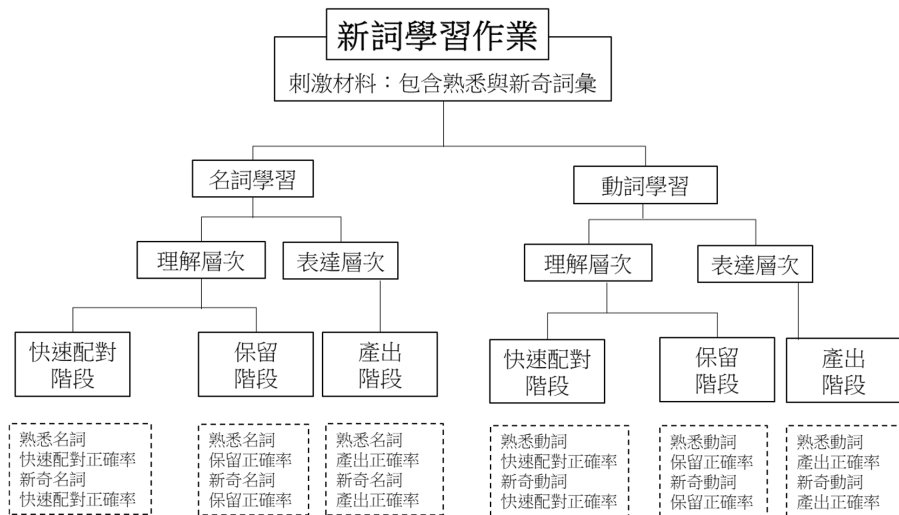 新詞學習作業
刺激材料：包含熟悉與新奇詞彙
名詞學習
動詞學習
理解層次
表達層次
理解層次
表達層次
快速配對
階段
保留
階段
產出
階段
快速配對
階段
保留
階段
產出
階段
熟悉名詞
快速配對正確率
新奇名詞
快速配對正確率
熟悉名詞
保留正確率
新奇名詞
保留正確率
熟悉名詞
產出正確率
新奇名詞
產出正確率
熟悉動詞
快速配對正確率
新奇動詞
快速配對正確率
熟悉動詞
保留正確率
新奇動詞
保留正確率
熟悉動詞
產出正確率
新奇動詞
產出正確率